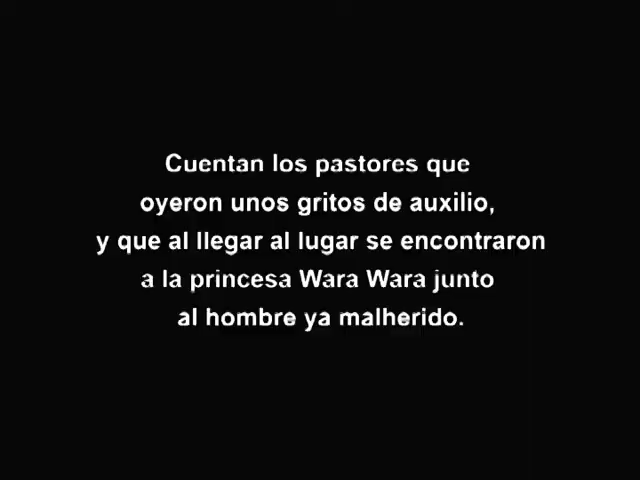 Cuentan los pastores que
oyeron unos gritos de auxilio,
y que al llegar al lugar se encontraron
a la princesa Wara Wara junto
al hombre ya malherido.